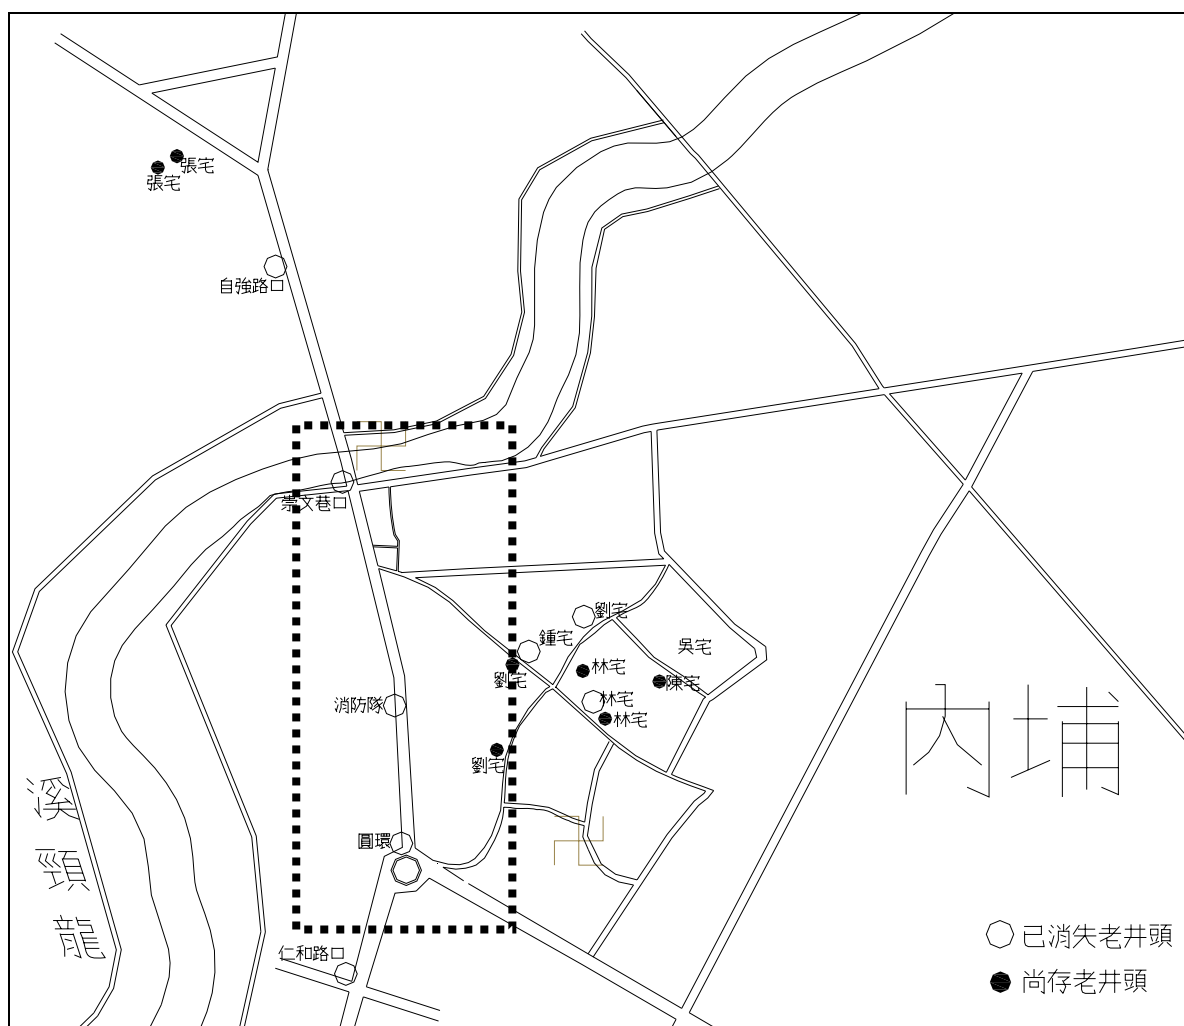 張宅
張宅
自強路口
崇文巷口
劉宅
鍾宅
吳宅
林宅
劉宅
陳宅
林宅
消防隊
林宅
內埔
劉宅
溪
頸
龍
圓環
仁和路口
已消失老井頭
尚存老井頭